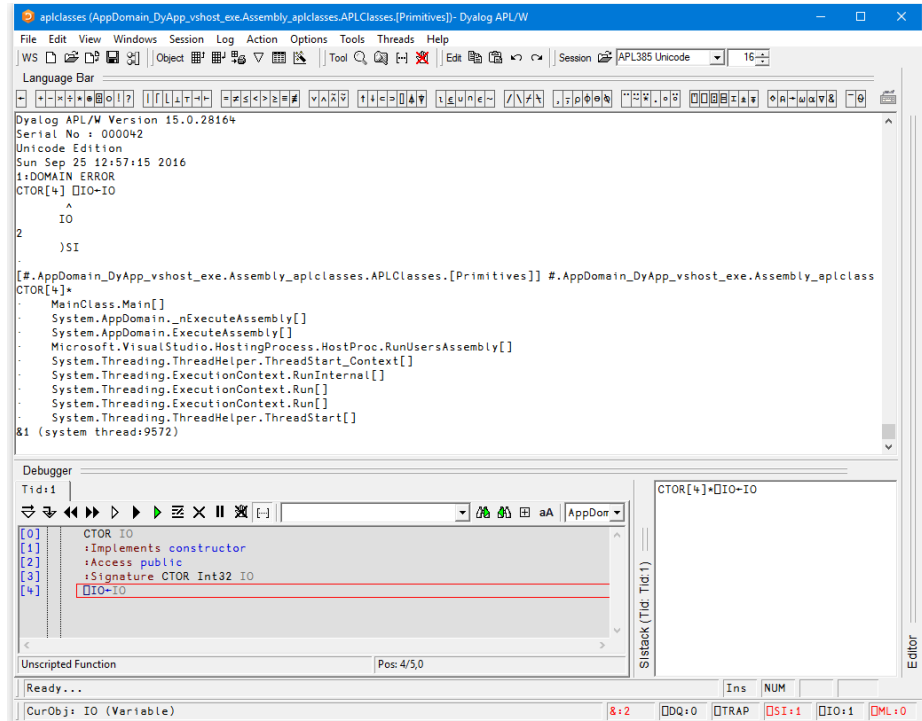 aplclasses (AppDomain_DyApp_vshost_exe.Assembly_aplclasses.APLClasses.[Primitives])- Dyalog APL/W
File Edit View Windows Session Log Action Options Tools Threads Help
WS Object Tool Edit Session APL385 Unicode 16
Language Bar
Dyalog APL/W Version 15.0.28164
Serial No : 000042
Unicode Edition
Sun Sep 25 12:57:15 2016
1:DOMAIN ERROR
CTOR[4] ⎕IO←IO
^
IO
2
)SI
·
[#.AppDomain_DyApp_vshost_exe.Assembly_aplclasses.APLClasses.[Primitives]] #.AppDomain_DyApp_vshost_exe.Assembly_aplclass
CTOR[4]*
· MainClass.Main[]
· System.AppDomain._nExecuteAssembly[]
· System.AppDomain.ExecuteAssembly[]
· Microsoft.VisualStudio.HostingProcess.HostProc.RunUsersAssembly[]
· System.Threading.ThreadHelper.ThreadStart_Context[]
· System.Threading.ExecutionContext.RunInternal[]
· System.Threading.ExecutionContext.Run[]
· System.Threading.ExecutionContext.Run[]
· System.Threading.ThreadHelper.ThreadStart[]
&1 (system thread:9572)
Debugger
Tid:1
aA AppDom
[0] CTOR IO
[1] :Implements constructor
[2] :Access public
[3] :Signature CTOR Int32 IO
[4] ⎕IO←IO
Unscripted Function Pos: 4/5,0
SIstack (Tid: Tid:1)
CTOR[4]*⎕IO←IO
Editor
Ready... Ins NUM
CurObj: IO (Variable) &:2 ⎕DQ:0 ⎕TRAP ⎕SI:1 ⎕IO:1 ⎕ML:0